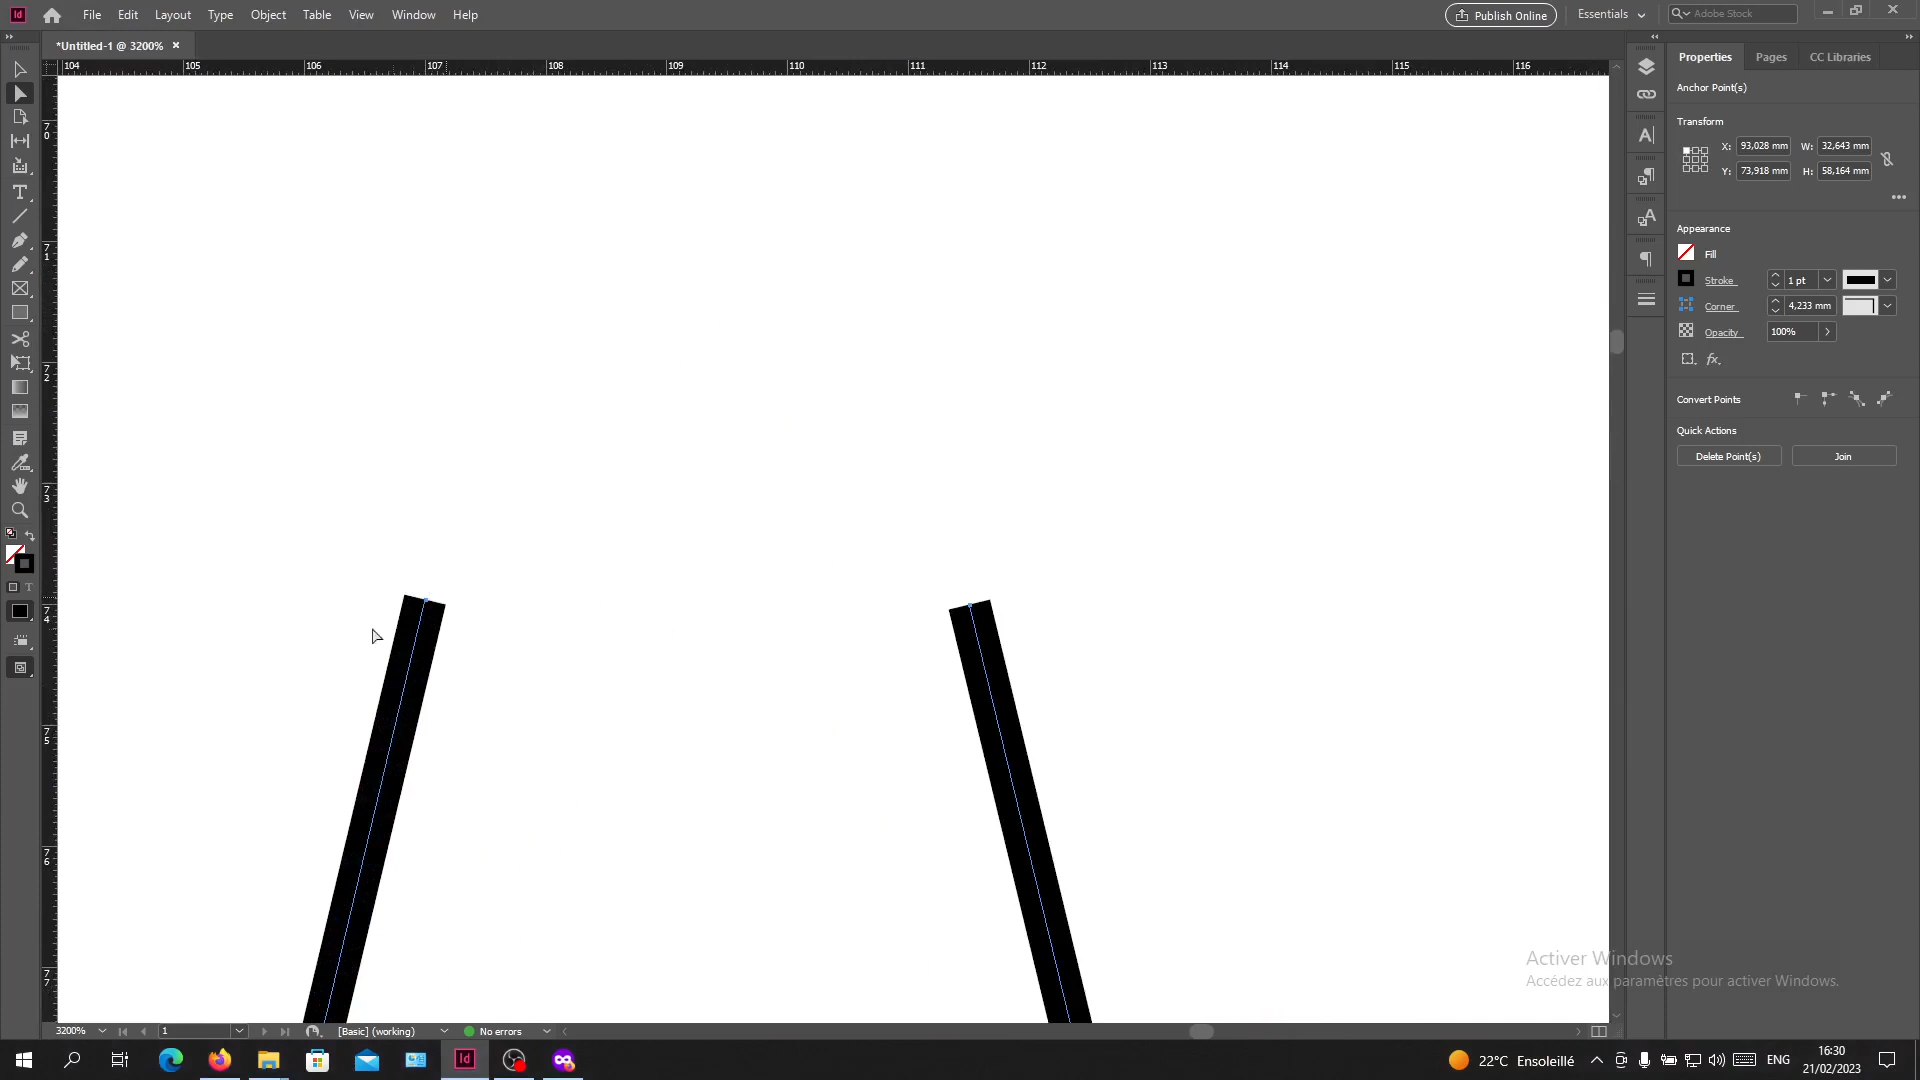 Id File Edit Layout Type Object Table View Window Help Publish Online Essentials Adobe Stock
*Untitled-1 @ 3200%
104 105 106 107 108 109 110 111 112 113 114 115 116
70
71
72
73
74
75
76
77
Properties Pages CC Libraries
Anchor Point(s)
Transform
X: 93,028 mm W: 32,643 mm
Y: 73,918 mm H: 58,164 mm
Appearance
Fill
Stroke 1 pt
Corner 4,233 mm
Opacity 100%
fx.
Convert Points
Quick Actions
Delete Point(s) Join
Activer Windows
Accédez aux paramètres pour activer Windows.
3200% 1 [Basic] (working) No errors
Id 22°C Ensoleillé ENG 16:30
21/02/2023